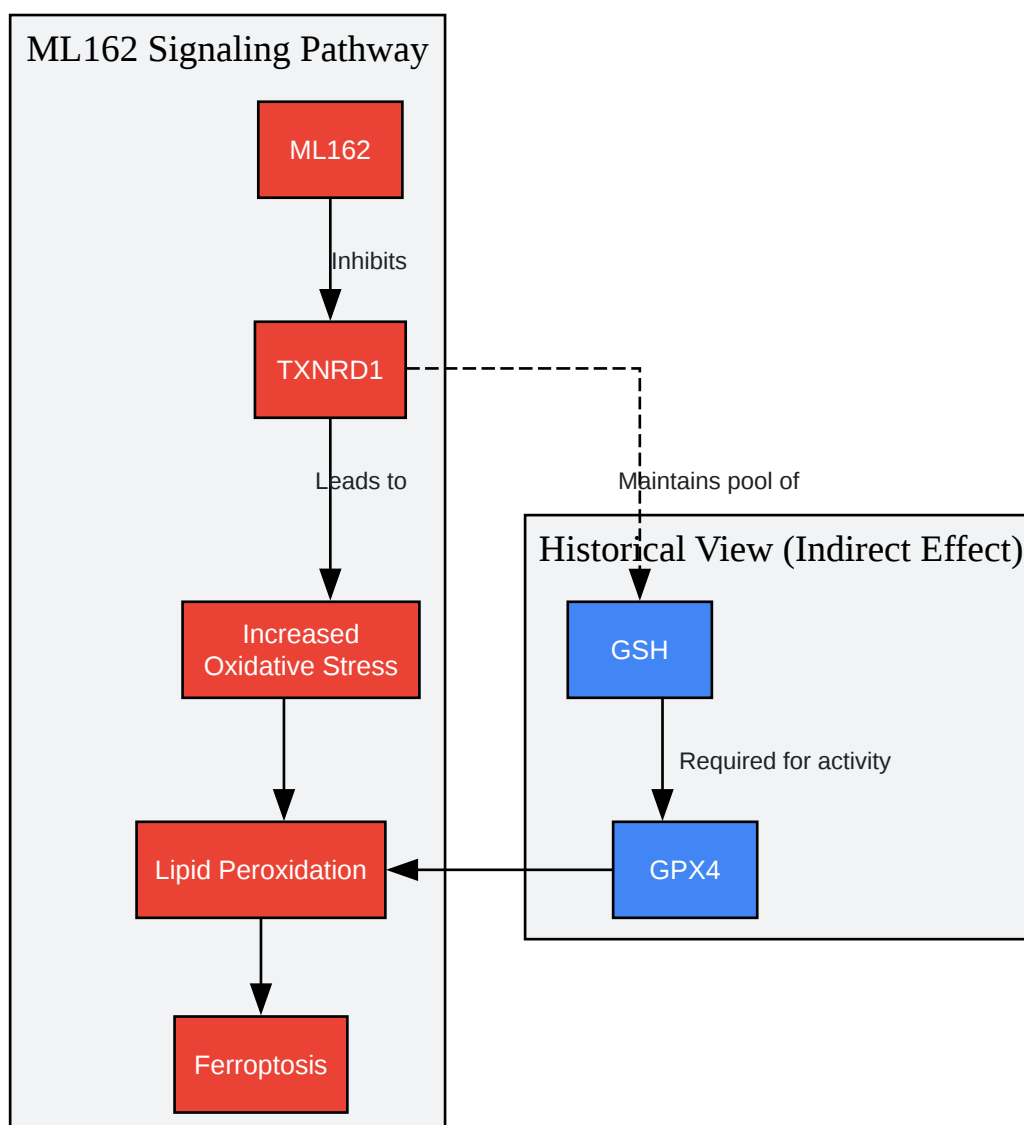 ML162 Signaling Pathway
ML162
Inhibits
TXNRD1
Leads to
Maintains pool of
Historical View (Indirect Effect)
Increased
Oxidative Stress
GSH
Required for activity
Lipid Peroxidation
GPX4
Ferroptosis